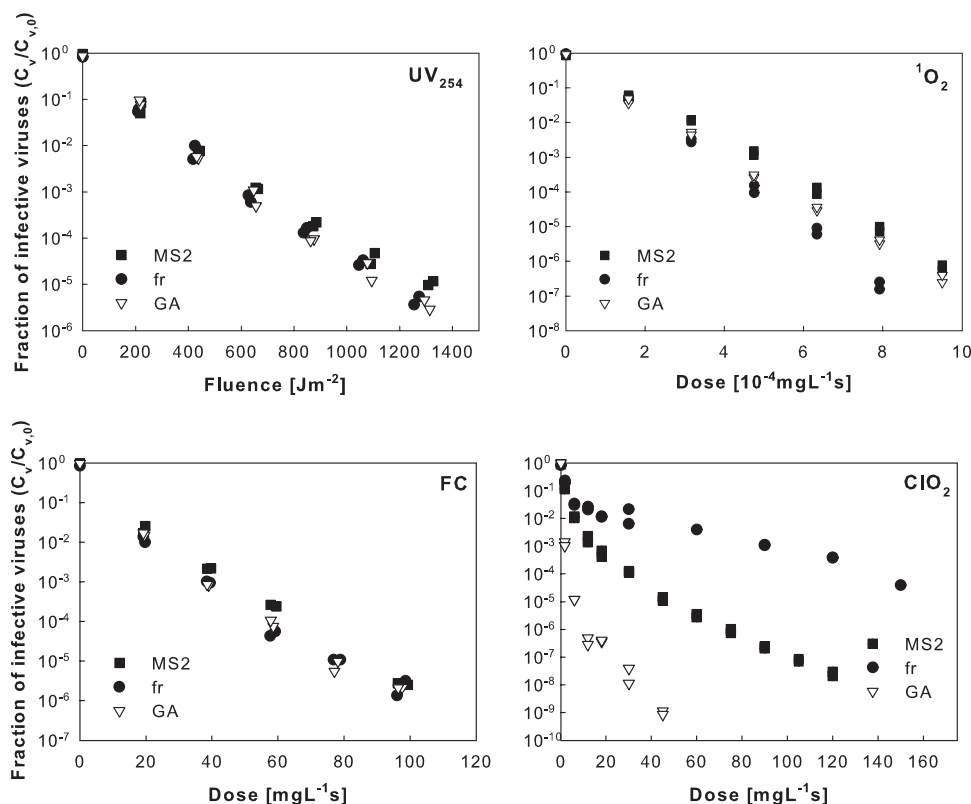 Fraction of infective viruses (Cv/Cv,0)
10^0
10^-1
10^-2
10^-3
10^-4
10^-5
10^-6
UV254
MS2
fr
GA
0 200 400 600 800 1000 1200 1400
Fluence [Jm^-2]
10^0
10^-1
10^-2
10^-3
10^-4
10^-5
10^-6
10^-7
10^-8
^1O2
MS2
fr
GA
0 2 4 6 8 10
Dose [10^-4mgL^-1s]
Fraction of infective viruses (Cv/Cv,0)
10^0
10^-1
10^-2
10^-3
10^-4
10^-5
10^-6
10^-7
FC
MS2
fr
GA
0 20 40 60 80 100 120
Dose [mgL^-1s]
10^0
10^-1
10^-2
10^-3
10^-4
10^-5
10^-6
10^-7
10^-8
10^-9
10^-10
ClO2
MS2
fr
GA
0 20 40 60 80 100 120 140 160
Dose [mgL^-1s]